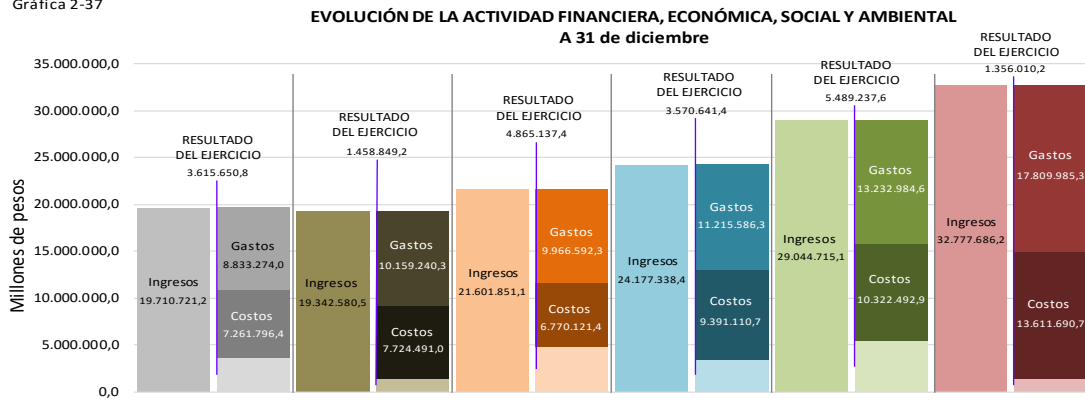 Gráfica 2-37
EVOLUCIÓN DE LA ACTIVIDAD FINANCIERA, ECONÓMICA, SOCIAL Y AMBIENTAL
A 31 de diciembre
Millones de pesos
35.000.000,0
30.000.000,0
25.000.000,0
20.000.000,0
15.000.000,0
10.000.000,0
5.000.000,0
0,0
RESULTADO
DEL EJERCICIO
3.615.650,8
Ingresos
19.710.721,2
Gastos
8.833.274,0
Costos
7.261.796,4
RESULTADO
DEL EJERCICIO
1.458.849,2
Ingresos
19.342.580,5
Gastos
10.159.240,3
Costos
7.724.491,0
RESULTADO
DEL EJERCICIO
4.865.137,4
Ingresos
21.601.851,1
Gastos
9.966.592,3
Costos
6.770.121,4
RESULTADO
DEL EJERCICIO
3.570.641,4
Ingresos
24.177.338,4
Gastos
11.215.586,3
Costos
9.391.110,7
RESULTADO
DEL EJERCICIO
5.489.237,6
Ingresos
29.044.715,1
Gastos
13.232.984,6
Costos
10.322.492,9
RESULTADO
DEL EJERCICIO
1.356.010,2
Ingresos
32.777.686,2
Gastos
17.809.985,3
Costos
13.611.690,7